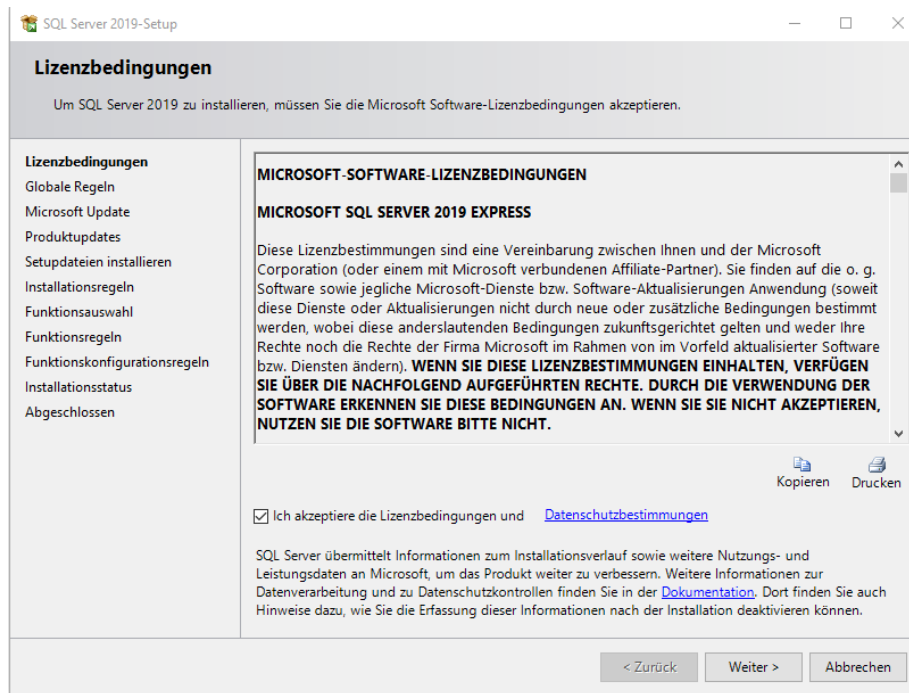 SQL Server 2019-Setup
Lizenzbedingungen
Um SQL Server 2019 zu installieren, müssen Sie die Microsoft Software-Lizenzbedingungen akzeptieren.
Lizenzbedingungen
Globale Regeln
Microsoft Update
Produktupdates
Setupdateien installieren
Installationsregeln
Funktionsauswahl
Funktionsregeln
Funktionskonfigurationsregeln
Installationsstatus
Abgeschlossen
MICROSOFT-SOFTWARE-LIZENZBEDINGUNGEN
MICROSOFT SQL SERVER 2019 EXPRESS
Diese Lizenzbestimmungen sind eine Vereinbarung zwischen Ihnen und der Microsoft
Corporation (oder einem mit Microsoft verbundenen Affiliate-Partner). Sie finden auf die o. g.
Software sowie jegliche Microsoft-Dienste bzw. Software-Aktualisierungen Anwendung (soweit
diese Dienste oder Aktualisierungen nicht durch neue oder zusätzliche Bedingungen bestimmt
werden, wobei diese anderslautenden Bedingungen zukunftsgerichtet gelten und weder Ihre
Rechte noch die Rechte der Firma Microsoft im Rahmen von im Vorfeld aktualisierter Software
bzw. Diensten ändern). WENN SIE DIESE LIZENZBESTIMMUNGEN EINHALTEN, VERFÜGEN
SIE ÜBER DIE NACHFOLGEND AUFGEFÜHRTEN RECHTE. DURCH DIE VERWENDUNG DER
SOFTWARE ERKENNEN SIE DIESE BEDINGUNGEN AN. WENN SIE SIE NICHT AKZEPTIEREN,
NUTZEN SIE DIE SOFTWARE BITTE NICHT.
Kopieren Drucken
Ich akzeptiere die Lizenzbedingungen und Datenschutzbestimmungen
SQL Server übermittelt Informationen zum Installationsverlauf sowie weitere Nutzungs- und
Leistungsdaten an Microsoft, um das Produkt weiter zu verbessern. Weitere Informationen zur
Datenverarbeitung und zu Datenschutzkontrollen finden Sie in der Dokumentation. Dort finden Sie auch
Hinweise dazu, wie Sie die Erfassung dieser Informationen nach der Installation deaktivieren können.
< Zurück Weiter > Abbrechen